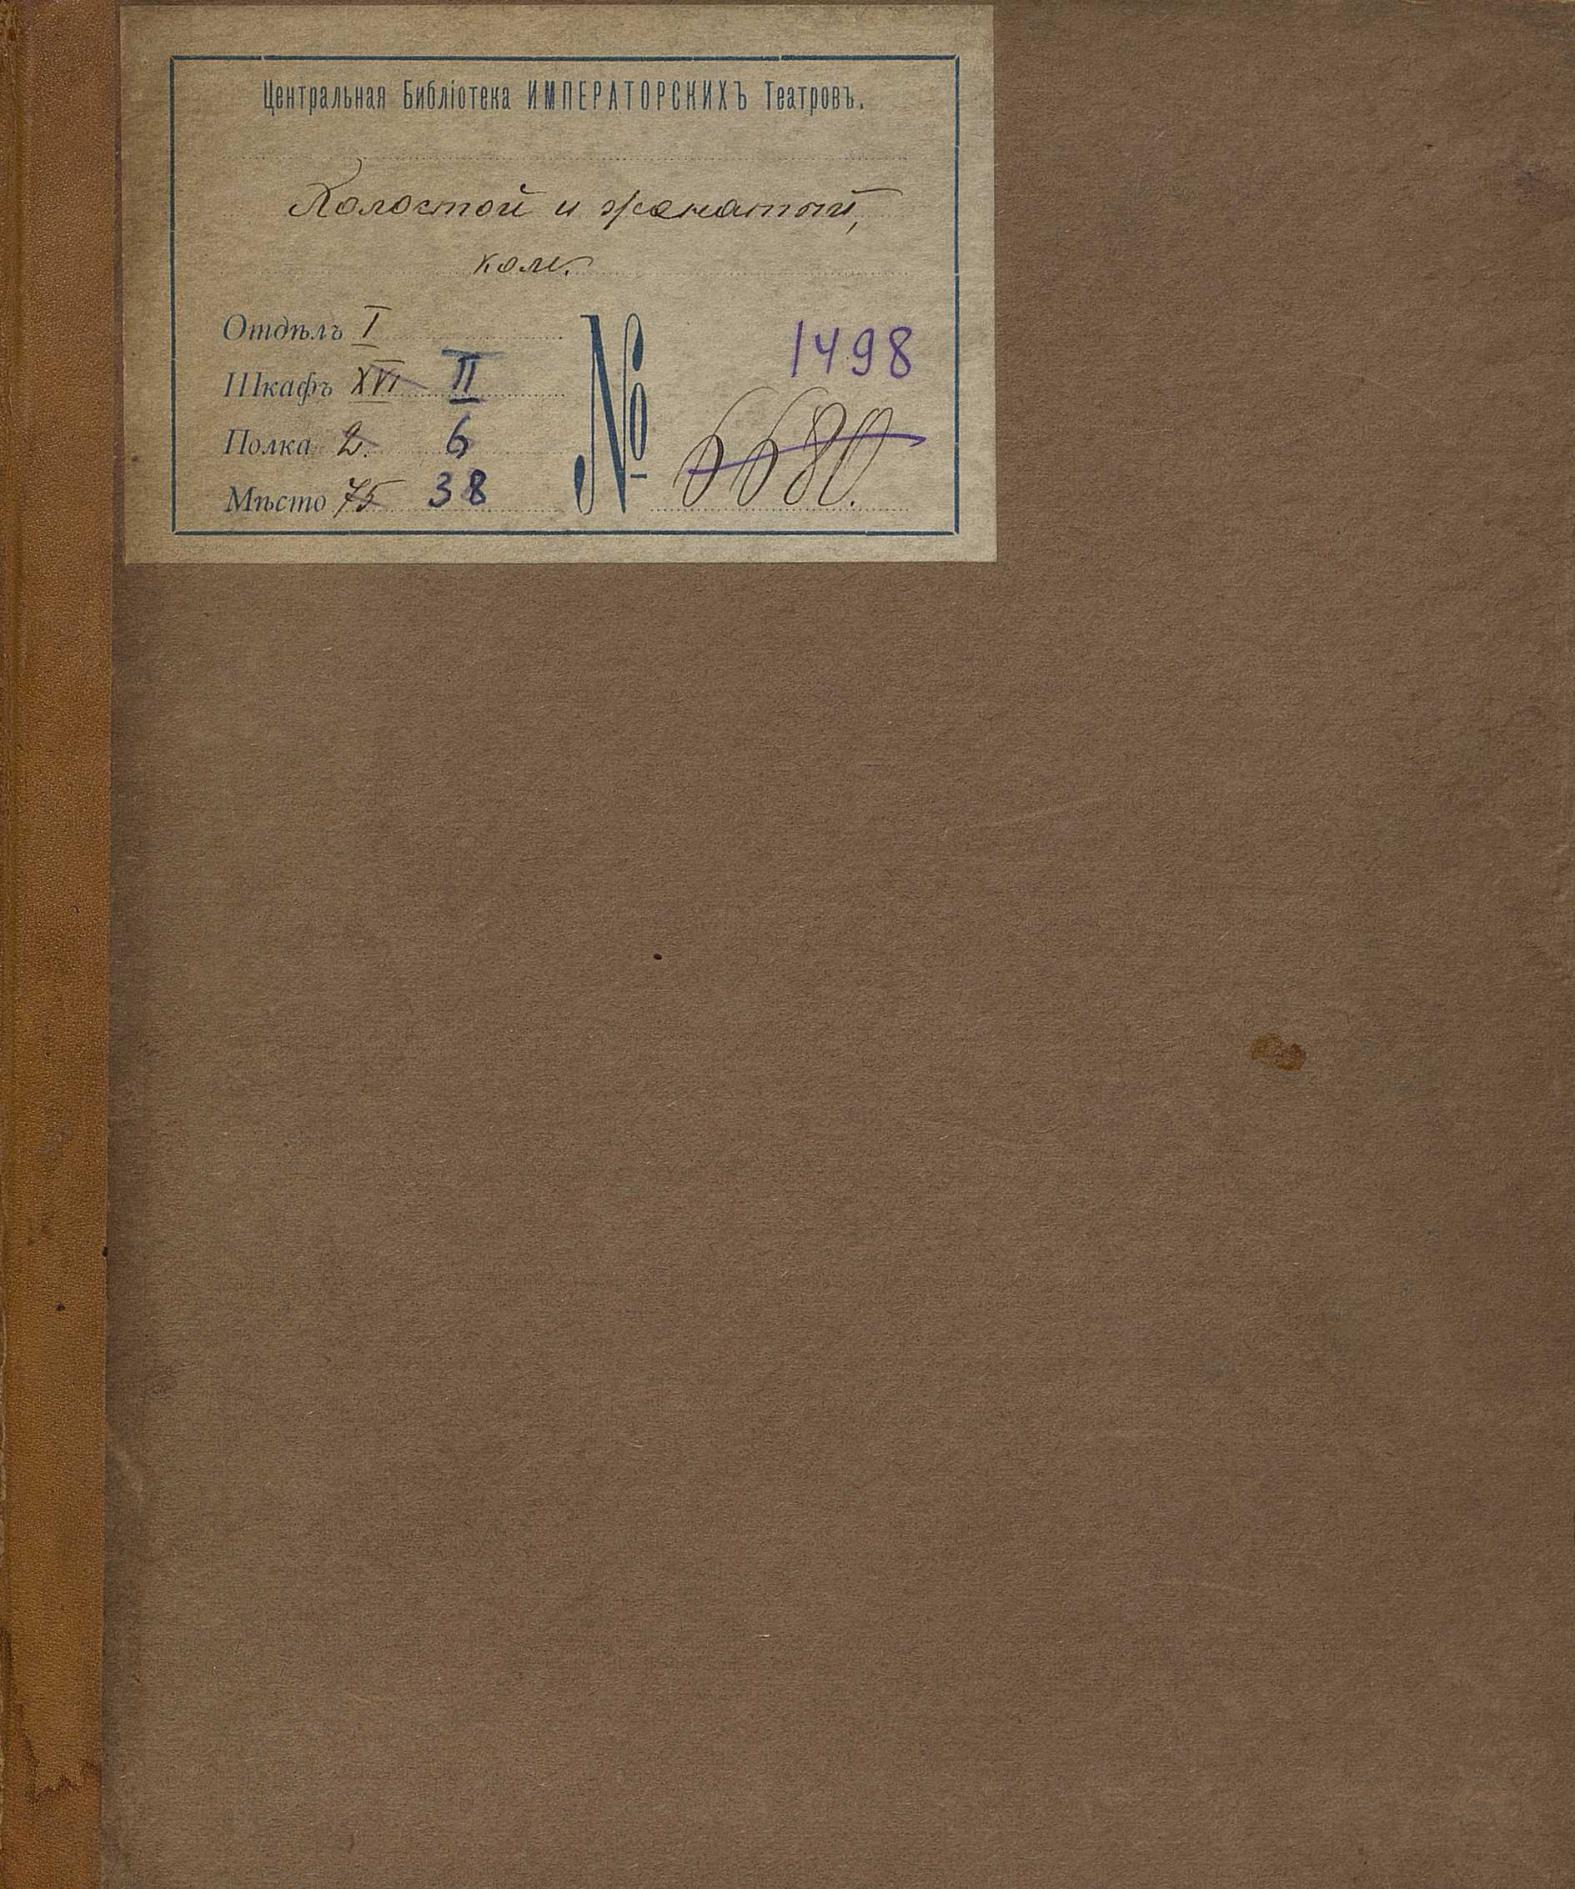 Центральная Библіотека ИМПЕРАТОРСКИХЪ Театровъ.
Холостой и женатый,
ком.
Отдѣлъ I
Шкафъ XVI II
Полка 2. 6
Мѣсто 75 38
№ 1498
6680.